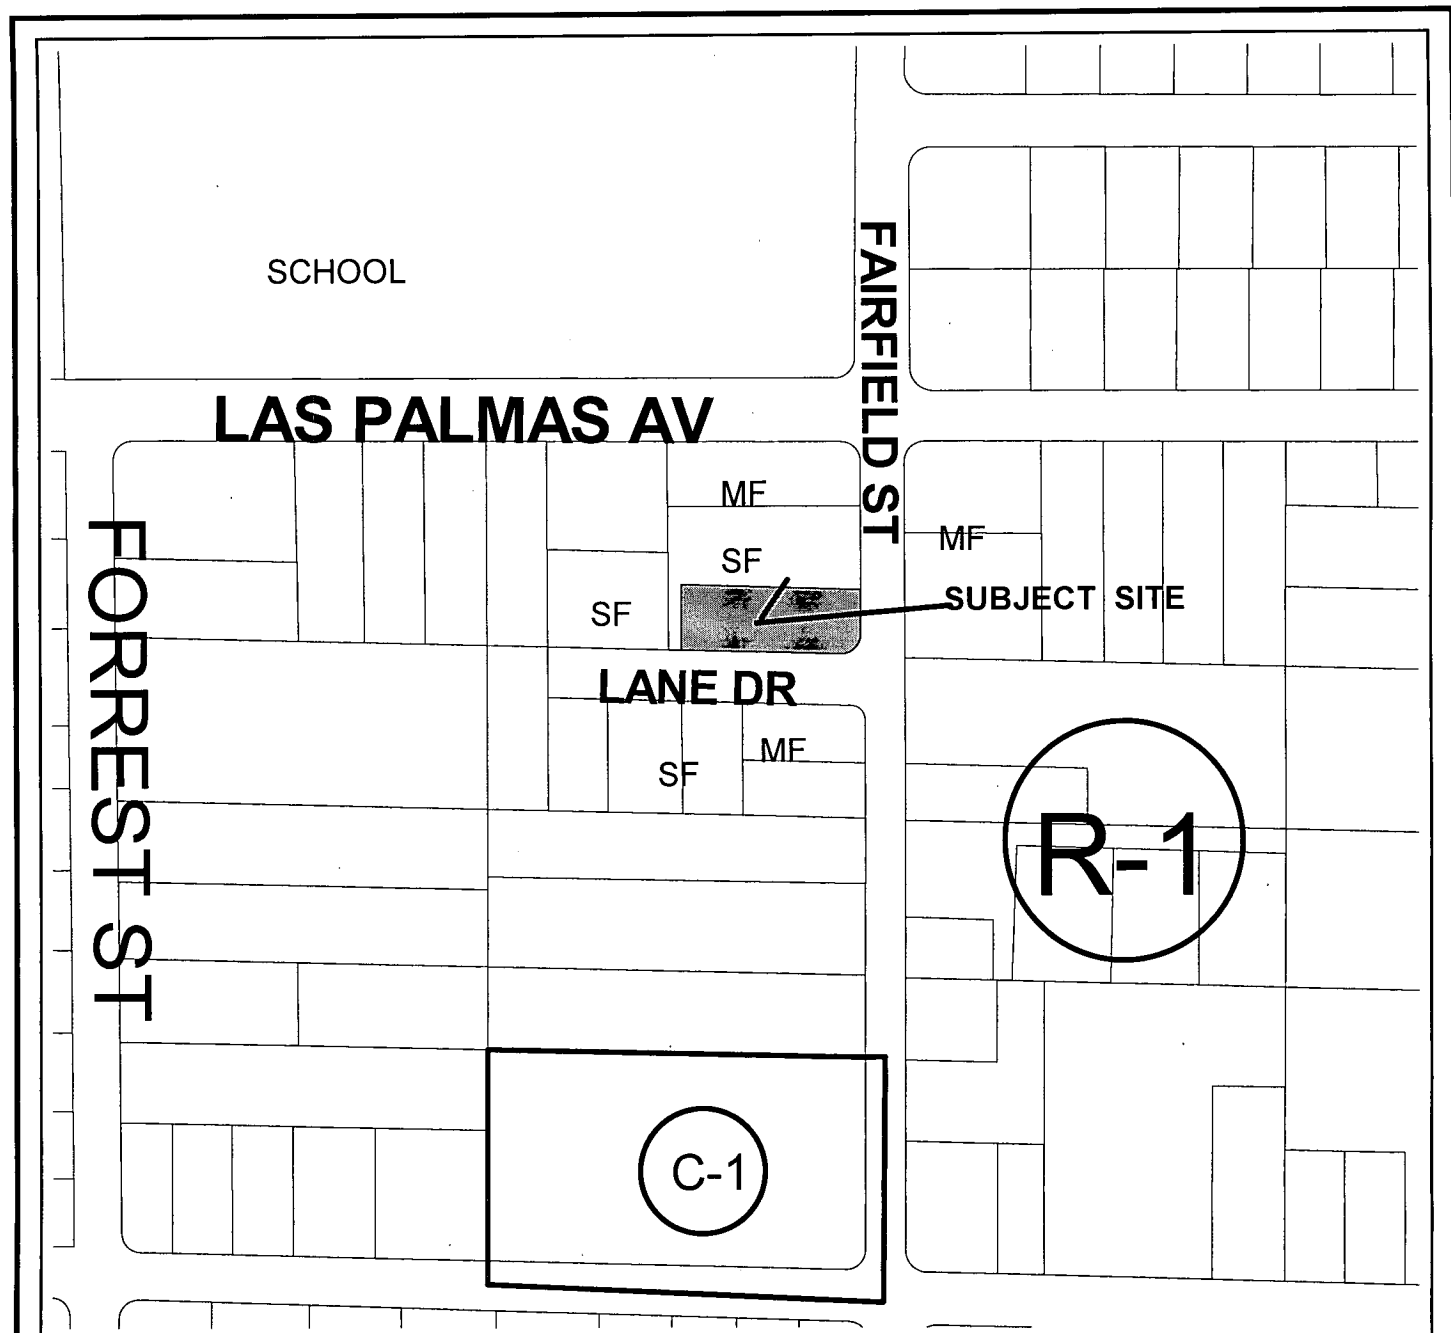 SCHOOL
FAIRFIELD ST
LAS PALMAS AV
MF
MF
SF
SUBJECT SITE
SF
FORREST ST
LANE DR
MF
SF
R-1
C-1